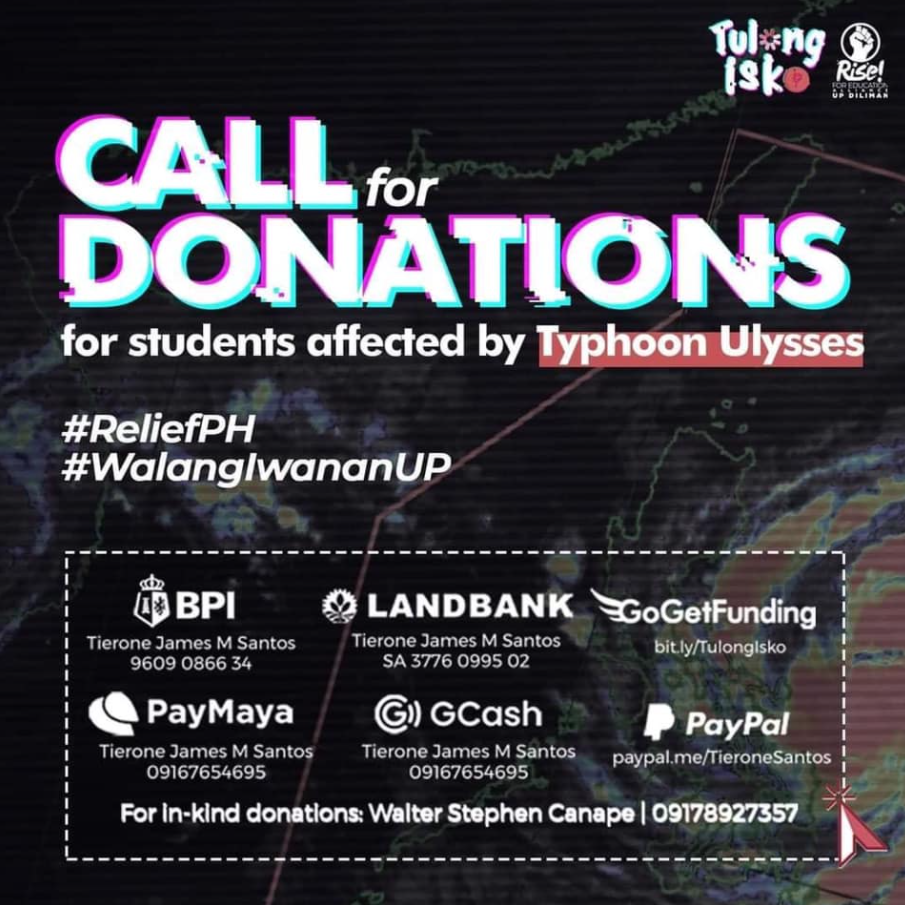 Tulong
Isko
Rise!
FOR EDUCATION
ALLIANCE
UP DILIMAN
CALL for
DONATIONS
for students affected by Typhoon Ulysses
#ReliefPH
#WalangIwananUP
BPI
Tierone James M Santos
9609 0866 34
LANDBANK
Tierone James M Santos
SA 3776 0995 02
GoGetFunding
bit.ly/TulongIsko
PayMaya
Tierone James M Santos
09167654695
GCash
Tierone James M Santos
09167654695
PayPal
paypal.me/TieroneSantos
For in-kind donations: Walter Stephen Canape | 09178927357